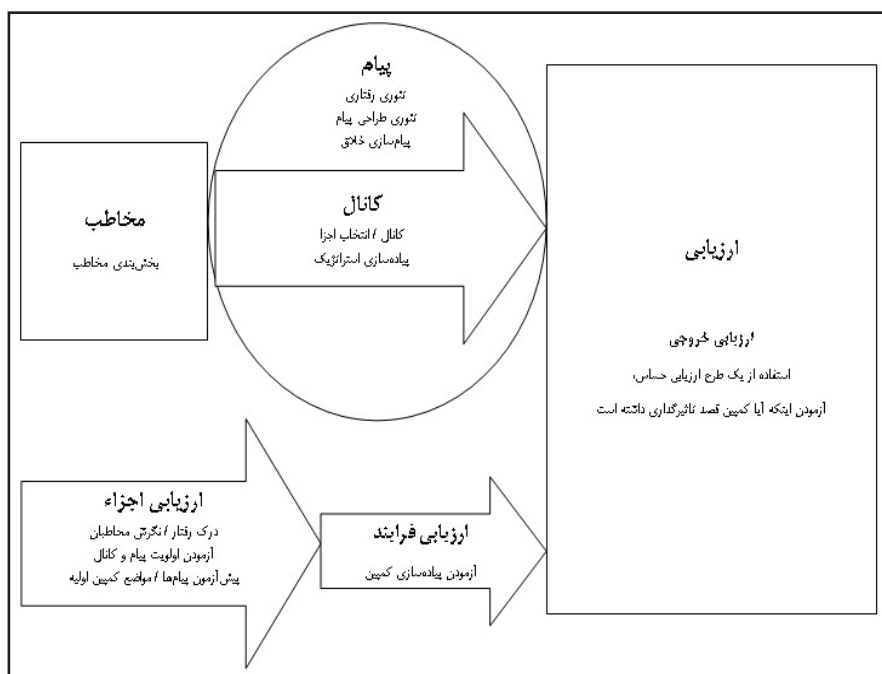 پیام
تئوری رفتاری
تئوری طراحی پیام
پیام‌سازی خلاق
کانال
کانال / انتخاب اجزا
پیاده‌سازی استراتژیک
مخاطب
بخش‌بندی مخاطب
ارزیابی
ارزیابی خروجی
استفاده از یک طرح ارزیابی حساس،
آزمودن اینکه آیا کمپین قصد تاثیرگذاری داشته است
ارزیابی اجزاء
درک رفتار / نگرش مخاطبان
آزمودن اولویت پیام و کانال
پیش‌آزمون پیام‌ها / مواضع کمپین اولیه
ارزیابی فرایند
آزمودن پیاده‌سازی کمپین